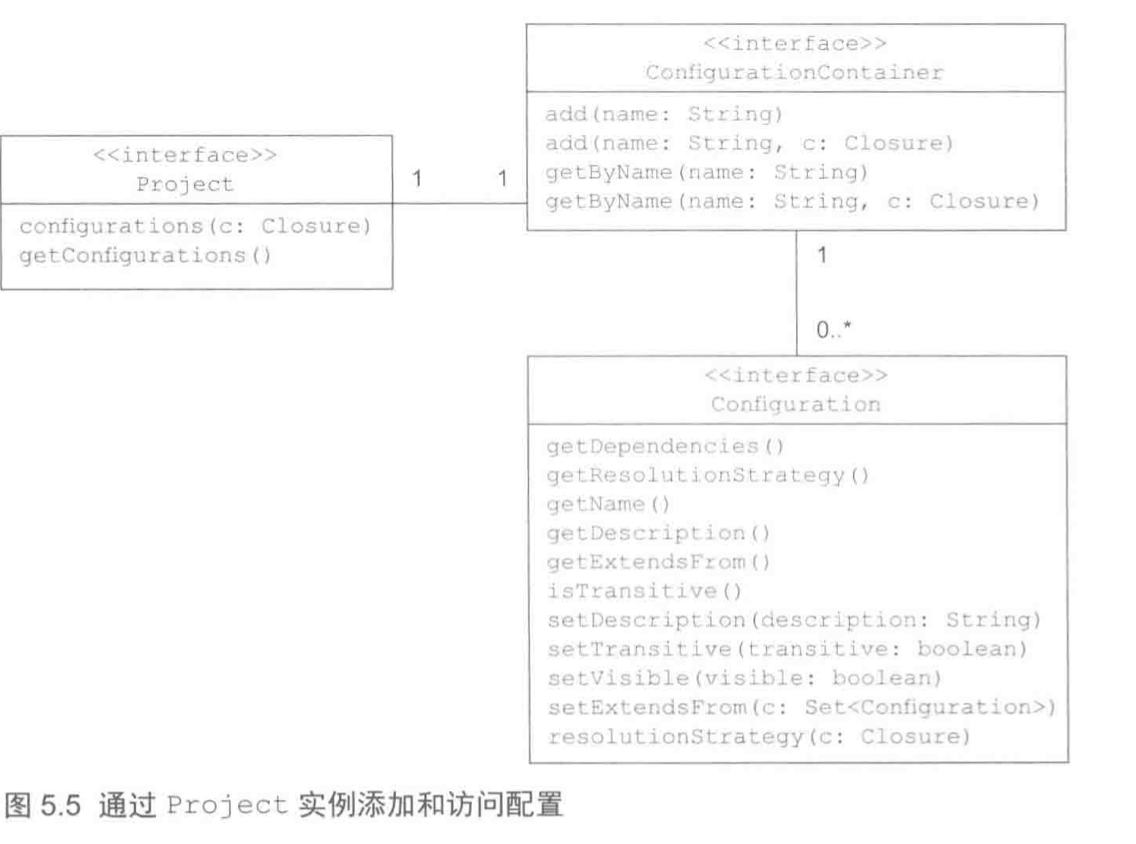 <<interface>>
Project
configurations(c: Closure)
getConfigurations()
1
1
<<interface>>
ConfigurationContainer
add(name: String)
add(name: String, c: Closure)
getByName(name: String)
getByName(name: String, c: Closure)
1
0..*
<<interface>>
Configuration
getDependencies()
getResolutionStrategy()
getName()
getDescription()
getExtendsFrom()
isTransitive()
setDescription(description: String)
setTransitive(transitive: boolean)
setVisible(visible: boolean)
setExtendsFrom(c: Set<Configuration>)
resolutionStrategy(c: Closure)
图 5.5 通过 Project 实例添加和访问配置